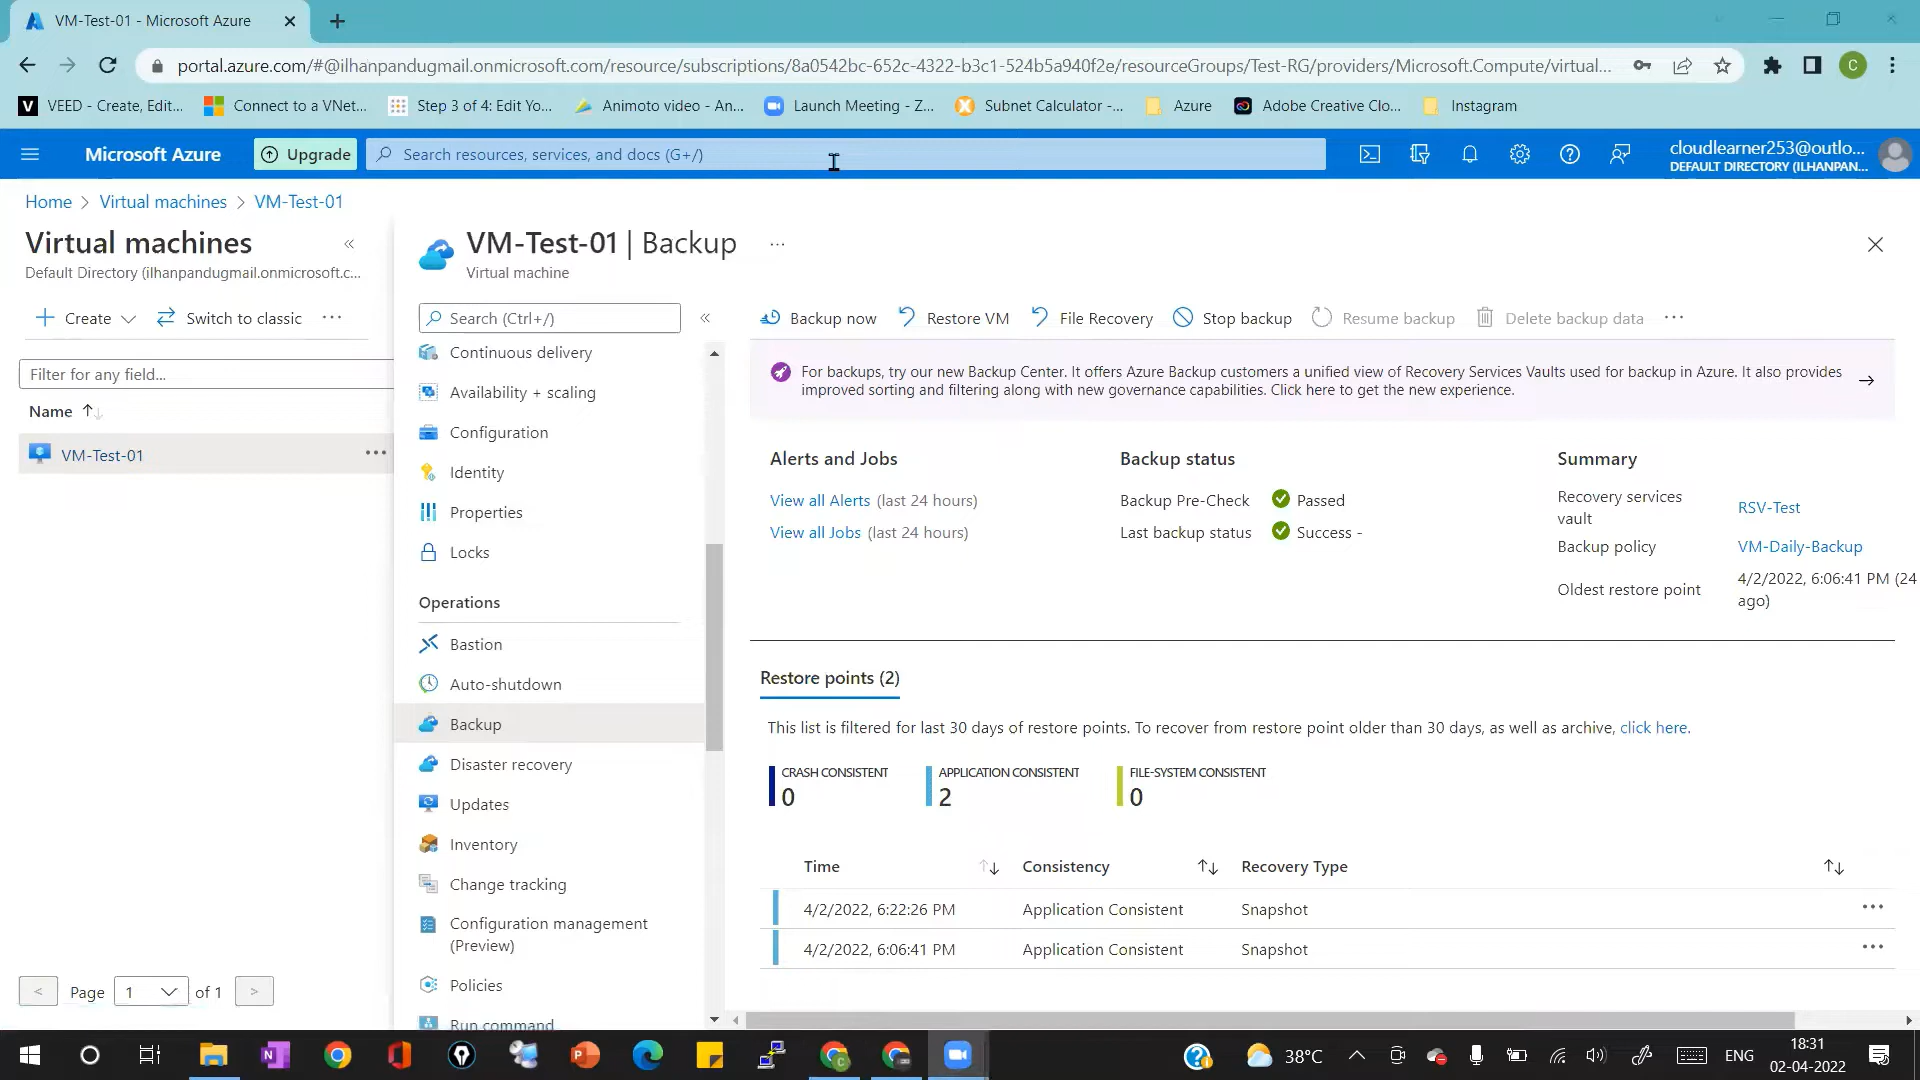 VM-Test-01 - Microsoft Azure
portal.azure.com/#@ilhanpandugmail.onmicrosoft.com/resource/subscriptions/8a0542bc-652c-4322-b3c1-524b5a940f2e/resourceGroups/Test-RG/providers/Microsoft.Compute/virtual...
C
VEED - Create, Edit...
Connect to a VNet...
Step 3 of 4: Edit Yo...
Animoto video - An...
Launch Meeting - Z...
Subnet Calculator -...
Azure
Adobe Creative Clo...
Instagram
Microsoft Azure
Upgrade
Search resources, services, and docs (G+/)
cloudlearner253@outlo...
DEFAULT DIRECTORY (ILHANPAN...
Home > Virtual machines > VM-Test-01
Virtual machines
Default Directory (ilhanpandugmail.onmicrosoft.c...
Create
Switch to classic
Filter for any field...
Name
VM-Test-01
Page 1 of 1
VM-Test-01 | Backup
Virtual machine
Search (Ctrl+/)
Continuous delivery
Availability + scaling
Configuration
Identity
Properties
Locks
Operations
Bastion
Auto-shutdown
Backup
Disaster recovery
Updates
Inventory
Change tracking
Configuration management
(Preview)
Policies
Run command
Backup now
Restore VM
File Recovery
Stop backup
Resume backup
Delete backup data
For backups, try our new Backup Center. It offers Azure Backup customers a unified view of Recovery Services Vaults used for backup in Azure. It also provides
improved sorting and filtering along with new governance capabilities. Click here to get the new experience.
Alerts and Jobs
View all Alerts (last 24 hours)
View all Jobs (last 24 hours)
Backup status
Backup Pre-Check Passed
Last backup status Success -
Summary
Recovery services
vault
RSV-Test
Backup policy
VM-Daily-Backup
Oldest restore point
4/2/2022, 6:06:41 PM (24
ago)
Restore points (2)
This list is filtered for last 30 days of restore points. To recover from restore point older than 30 days, as well as archive, click here.
CRASH CONSISTENT
0
APPLICATION CONSISTENT
2
FILE-SYSTEM CONSISTENT
0
Time Consistency Recovery Type
4/2/2022, 6:22:26 PM Application Consistent Snapshot
4/2/2022, 6:06:41 PM Application Consistent Snapshot
38°C
ENG
18:31
02-04-2022